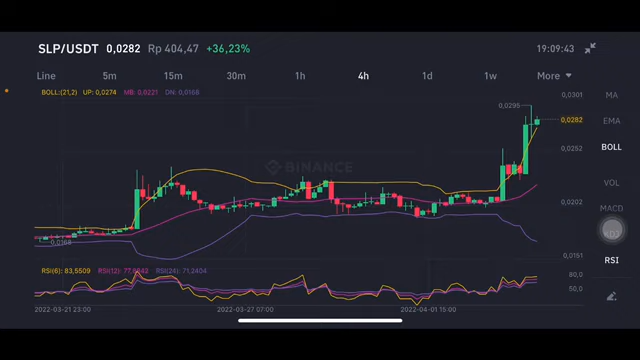 SLP/USDT 0,0282 Rp 404,47 +36,23% 19:09:43
Line 5m 15m 30m 1h 4h 1d 1w More
BOLL:(21,2) UP: 0,0274 MB: 0,0221 DN: 0,0168
0,0301
MA
0,0295
0,0282
EMA
BOLL
0,0252
BINANCE
VOL
0,0202
MACD
KDJ
0,0168
0,0151
RSI
RSI(6): 83,5509 RSI(12): RSI(24): 71,2404
80,0
50,0
2022-03-21 23:00 2022-03-27 07:00 2022-04-01 15:00